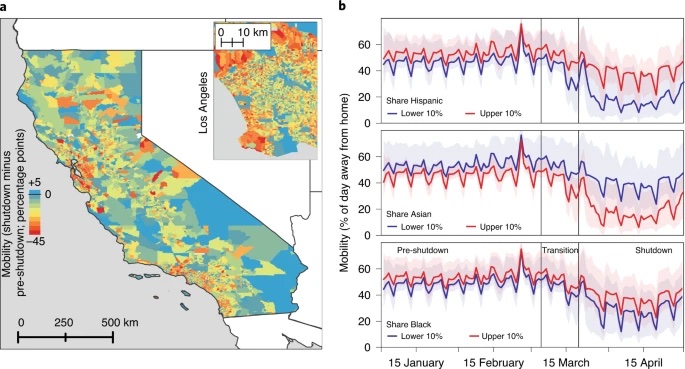 a
0 10 km
Los Angeles
Mobility (shutdown minus
pre-shutdown; percentage points)
+5
0
−45
0 250 500 km
b
Mobility (% of day away from home)
60
40
20
0
Share Hispanic
Lower 10% Upper 10%
60
40
20
0
Share Asian
Lower 10% Upper 10%
Pre-shutdown Transition Shutdown
60
40
20
0
Share Black
Lower 10% Upper 10%
15 January 15 February 15 March 15 April